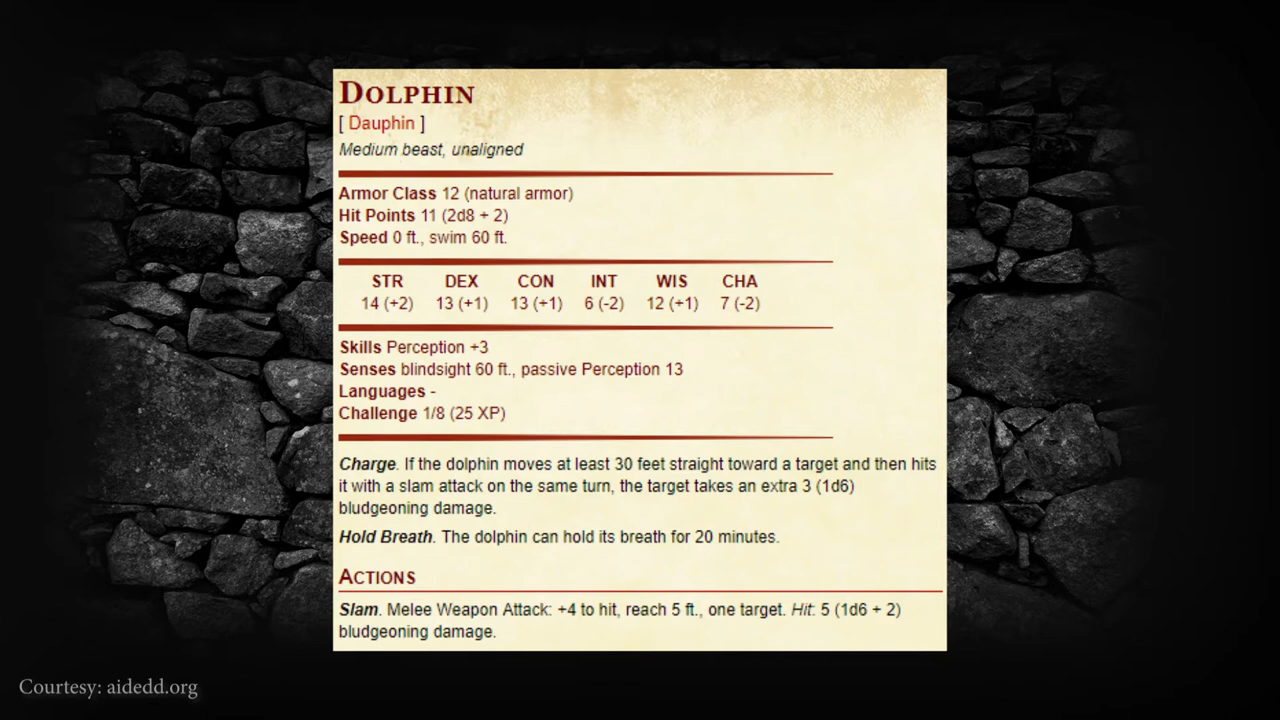 DOLPHIN
[ Dauphin ]
Medium beast, unaligned
Armor Class 12 (natural armor)
Hit Points 11 (2d8 + 2)
Speed 0 ft., swim 60 ft.
STR DEX CON INT WIS CHA
14 (+2) 13 (+1) 13 (+1) 6 (-2) 12 (+1) 7 (-2)
Skills Perception +3
Senses blindsight 60 ft., passive Perception 13
Languages -
Challenge 1/8 (25 XP)
Charge. If the dolphin moves at least 30 feet straight toward a target and then hits
it with a slam attack on the same turn, the target takes an extra 3 (1d6)
bludgeoning damage.
Hold Breath. The dolphin can hold its breath for 20 minutes.
ACTIONS
Slam. Melee Weapon Attack: +4 to hit, reach 5 ft., one target. Hit: 5 (1d6 + 2)
bludgeoning damage.
Courtesy: aidedd.org